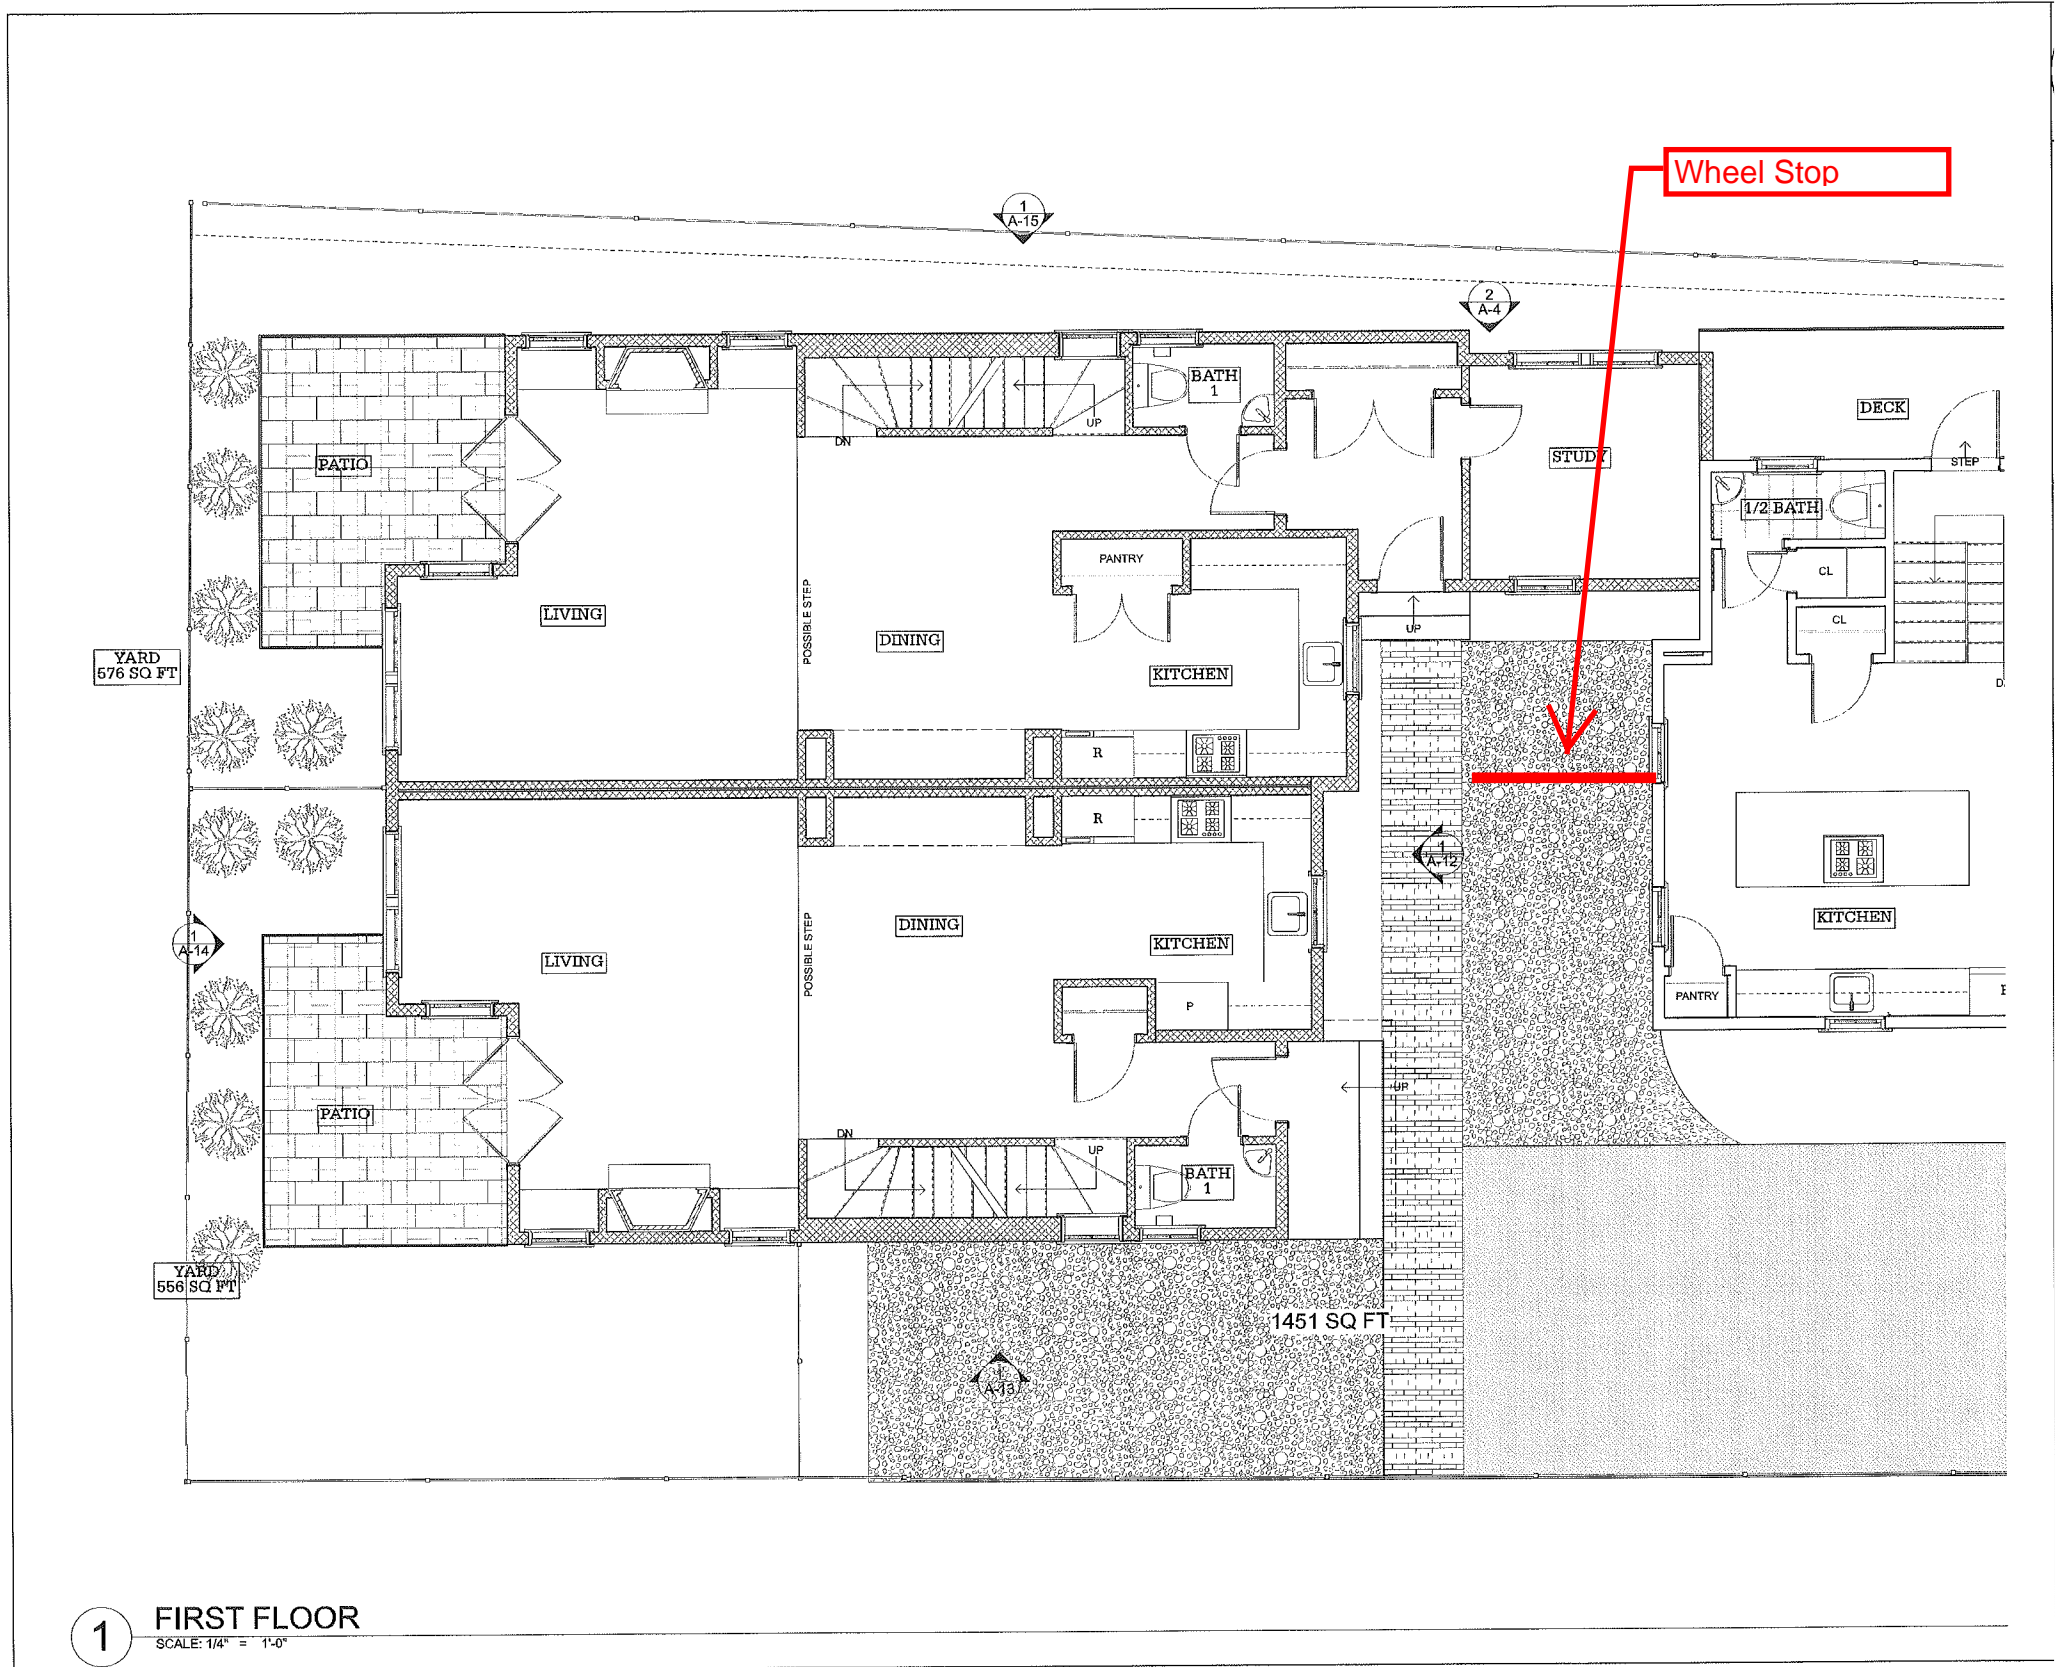 Wheel Stop
1
A-15
2
A-4
BATH
1
DECK
DN
UP
STUDY
STEP
PATIO
1/2 BATH
PANTRY
CL
POSSIBLE STEP
LIVING
DINING
CL
UP
YARD
576 SQ FT
KITCHEN
D
R
R
1
A-12
KITCHEN
DINING
1
A-14
KITCHEN
LIVING
POSSIBLE STEP
PANTRY
P
UP
PATIO
DN
UP
BATH
1
YARD
556 SQ FT
1451 SQ FT
1
A-13
1
FIRST FLOOR
SCALE: 1/4" = 1'-0"